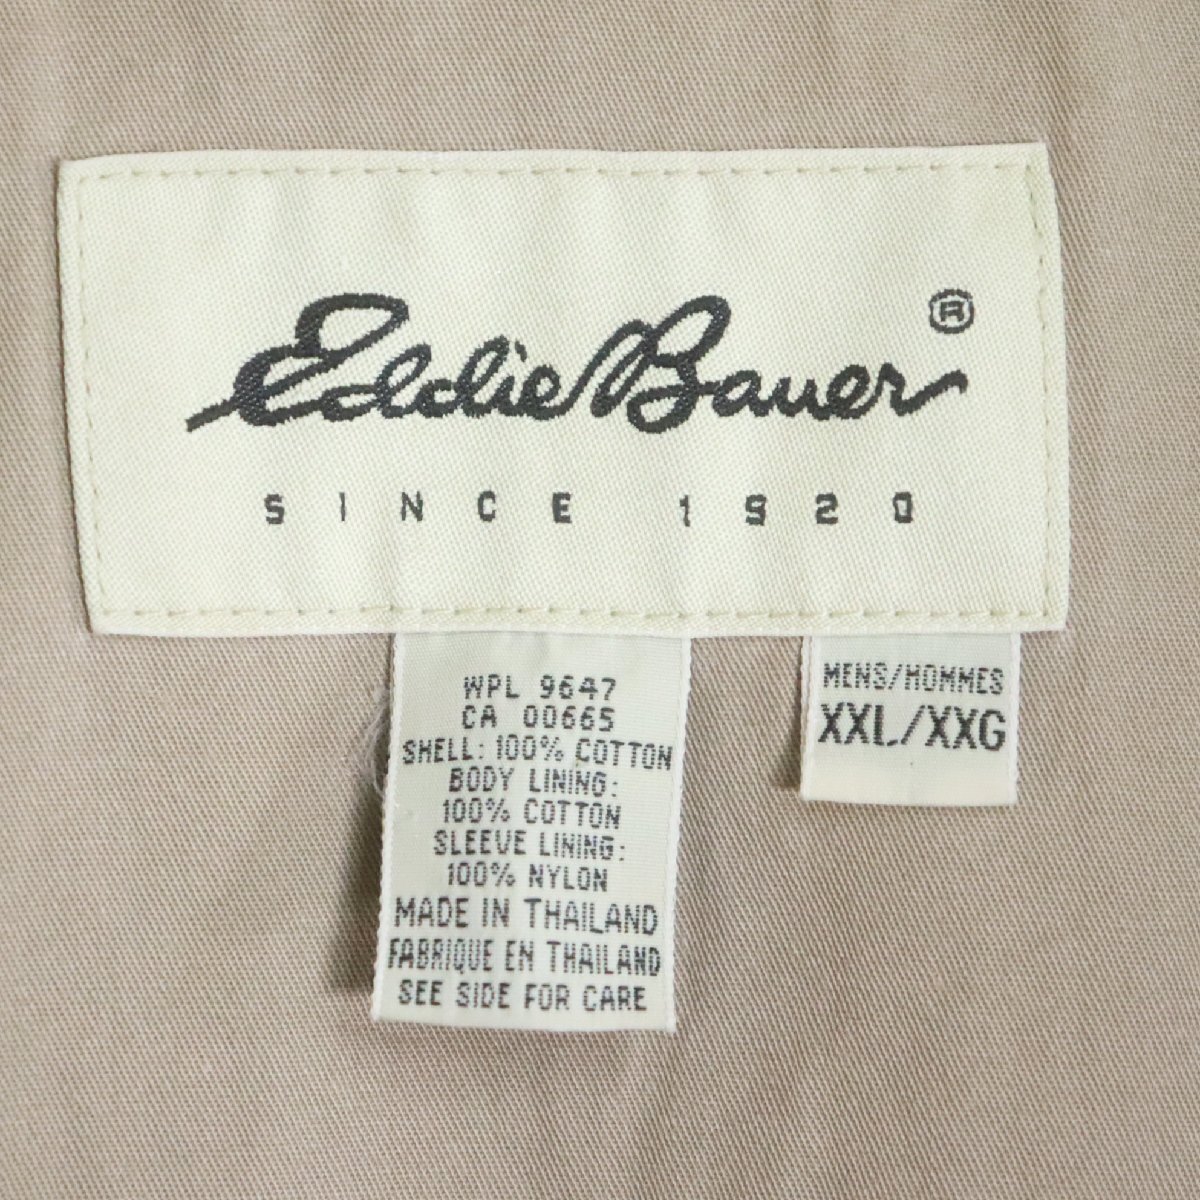 Eddie Bauer ®
SINCE 1920
WPL 9647
CA 00665
SHELL: 100% COTTON
BODY LINING:
100% COTTON
SLEEVE LINING:
100% NYLON
MADE IN THAILAND
FABRIQUE EN THAILAND
SEE SIDE FOR CARE
MENS/HOMMES
XXL/XXG